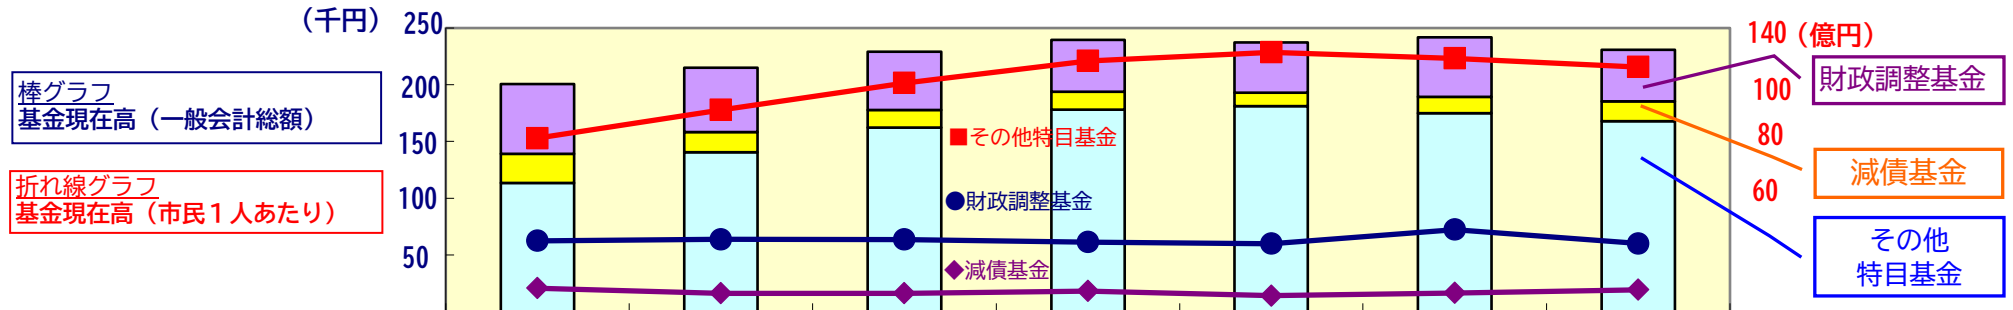 （千円）
250
200
150
100
50
棒グラフ
基金現在高（一般会計総額）
折れ線グラフ
基金現在高（市民１人あたり）
その他特目基金
財政調整基金
減債基金
140（億円）
100
80
60
財政調整基金
減債基金
その他
特目基金